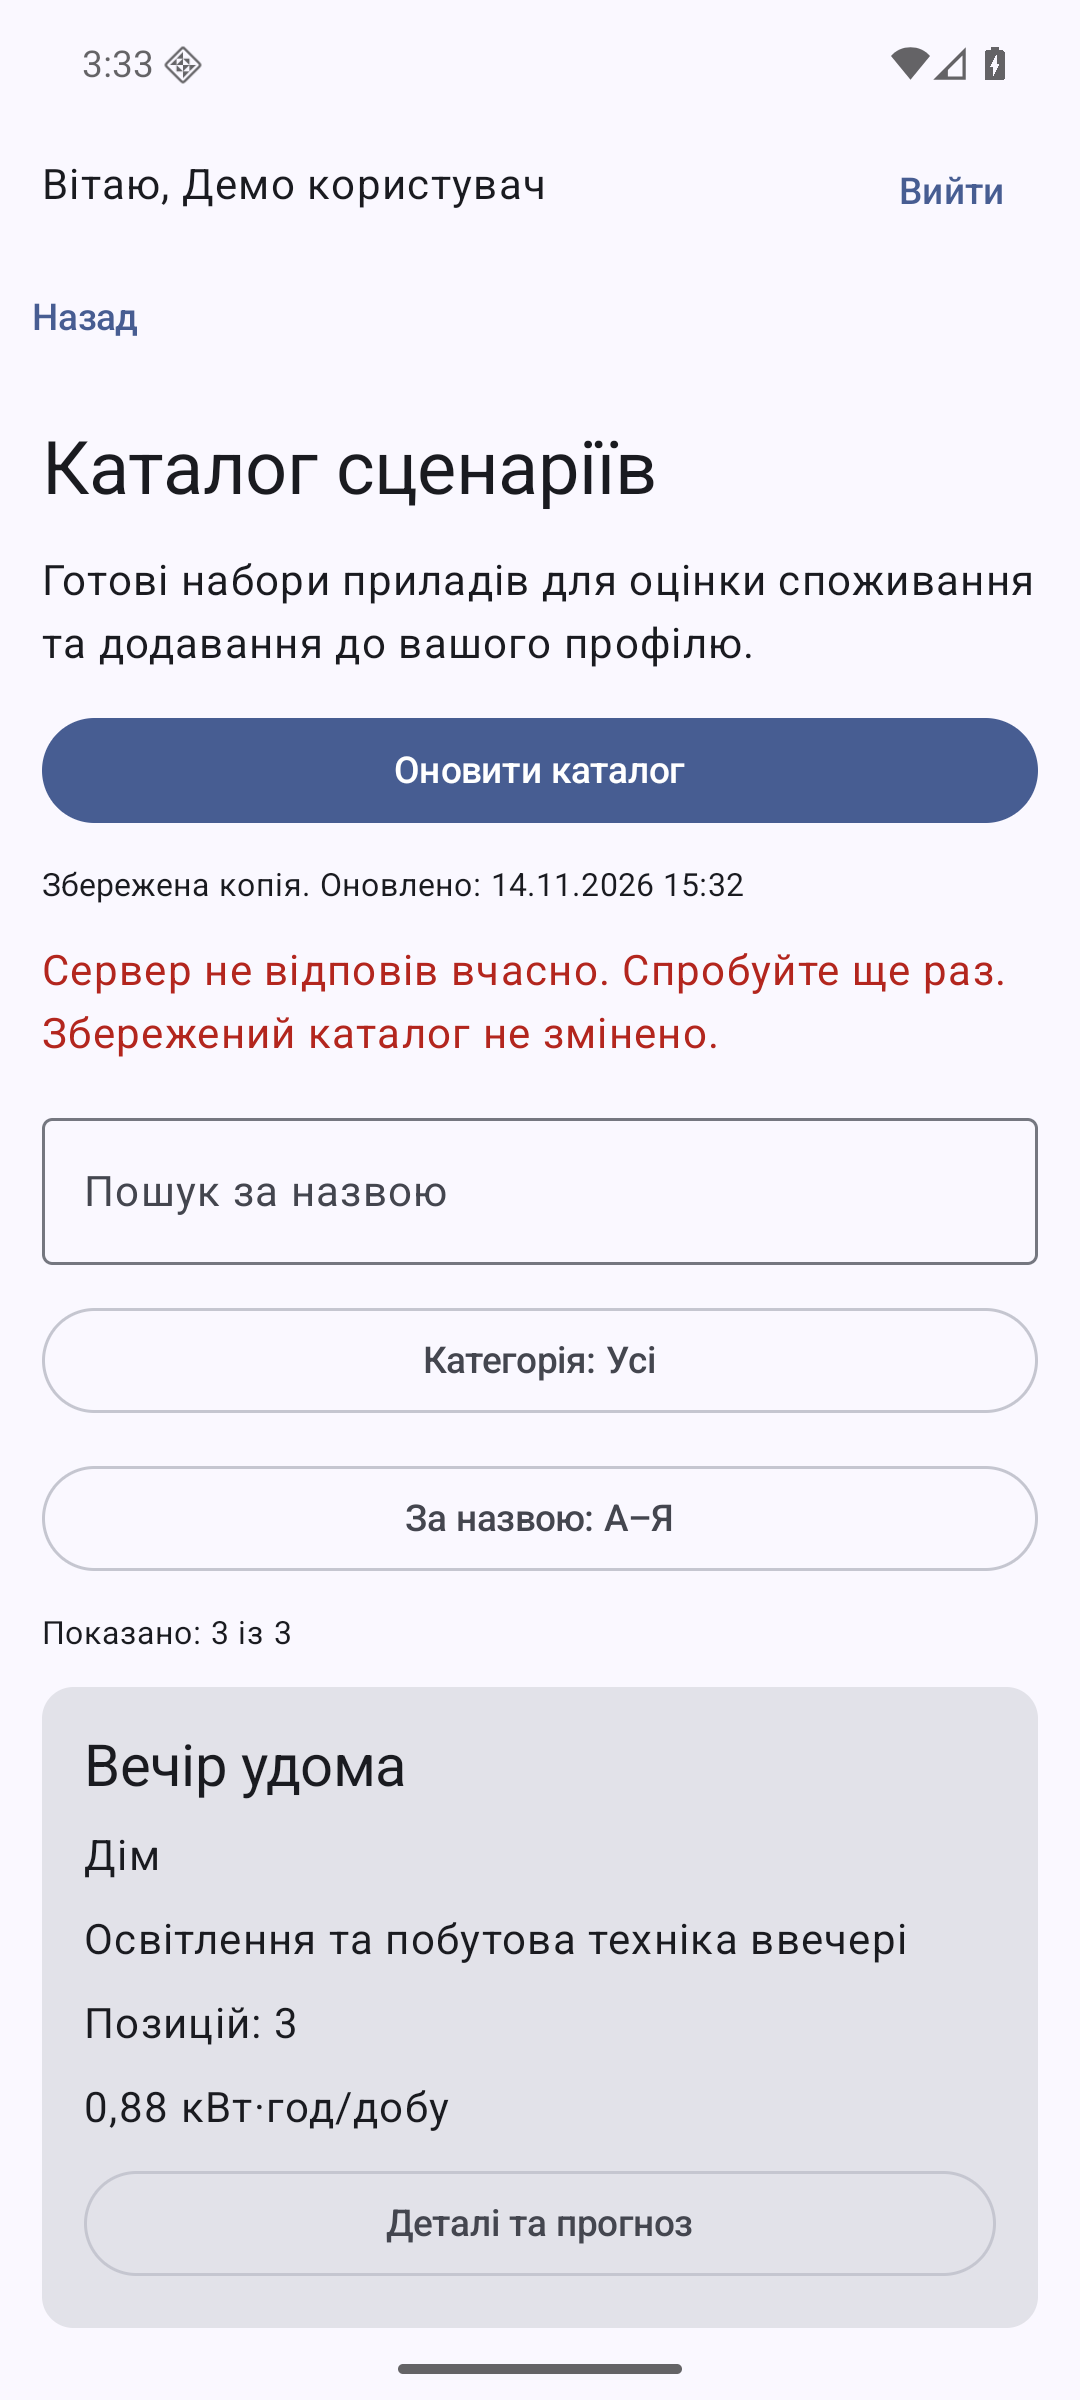 3:33
Вітаю, Демо користувач
Вийти
Назад
Каталог сценаріїв
Готові набори приладів для оцінки споживання
та додавання до вашого профілю.
Оновити каталог
Збережена копія. Оновлено: 14.11.2026 15:32
Сервер не відповів вчасно. Спробуйте ще раз.
Збережений каталог не змінено.
Пошук за назвою
Категорія: Усі
За назвою: А–Я
Показано: 3 із 3
Вечір удома
Дім
Освітлення та побутова техніка ввечері
Позицій: 3
0,88 кВт·год/добу
Деталі та прогноз